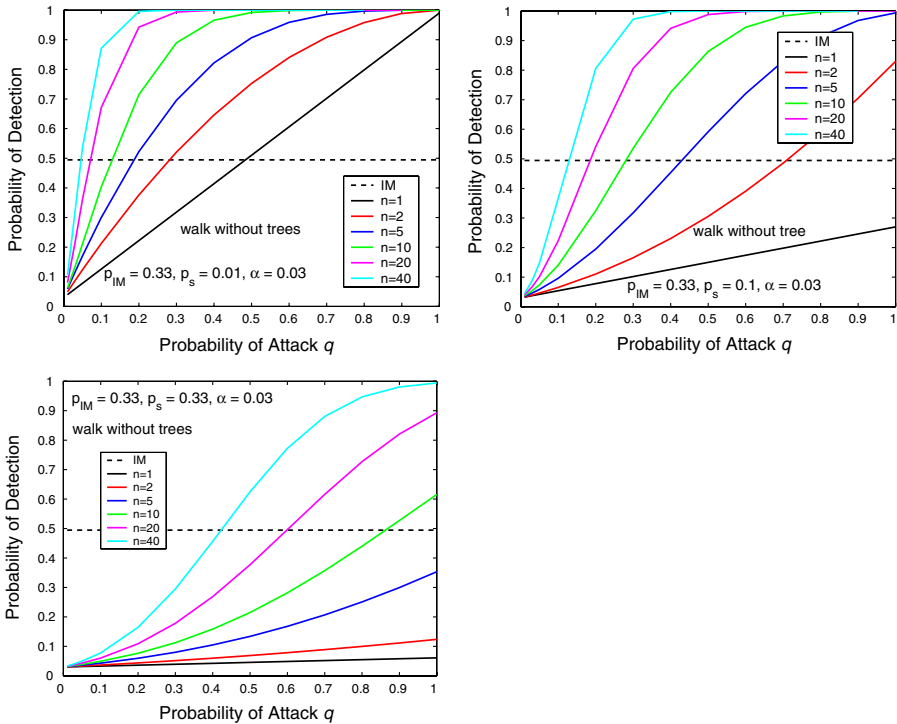 1
0.9
0.8
0.7
0.6
0.5
0.4
0.3
0.2
0.1
0
Probability of Detection
IM
n=1
n=2
n=5
n=10
n=20
n=40
walk without trees
p_IM = 0.33, p_s = 0.01, α = 0.03
0 0.1 0.2 0.3 0.4 0.5 0.6 0.7 0.8 0.9 1
Probability of Attack q
1
0.9
0.8
0.7
0.6
0.5
0.4
0.3
0.2
0.1
0
Probability of Detection
IM
n=1
n=2
n=5
n=10
n=20
n=40
walk without tree
p_IM = 0.33, p_s = 0.1, α = 0.03
0 0.1 0.2 0.3 0.4 0.5 0.6 0.7 0.8 0.9 1
Probability of Attack q
1
0.9
0.8
0.7
0.6
0.5
0.4
0.3
0.2
0.1
0
Probability of Detection
p_IM = 0.33, p_s = 0.33, α = 0.03
walk without trees
IM
n=1
n=2
n=5
n=10
n=20
n=40
0 0.1 0.2 0.3 0.4 0.5 0.6 0.7 0.8 0.9 1
Probability of Attack q